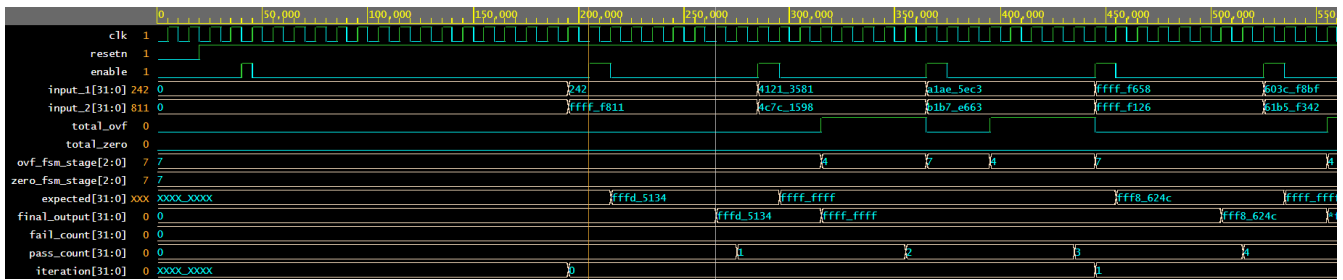 0 50,000 100,000 150,000 200,000 250,000 300,000 350,000 400,000 450,000 500,000 550
clk 1
resetn 1
enable 1
input_1[31:0] 242 0 242 4121_3581 a1ae_5ec3 ffff_f658 603c_f8bf
input_2[31:0] 811 0 ffff_f811 4c7c_1598 b1b7_e663 ffff_f126 61b5_f342
total_ovf 0
total_zero 0
ovf_fsm_stage[2:0] 7 7 4 7 4 7 4
zero_fsm_stage[2:0] 7 7
expected[31:0] XXX XXXX_XXXX fffd_5134 ffff_ffff fff8_624c ffff_ffff
final_output[31:0] 0 0 fffd_5134 ffff_ffff fff8_624c *f
fail_count[31:0] 0 0
pass_count[31:0] 0 0 1 2 3 4
iteration[31:0] 0 XXXX_XXXX 0 1